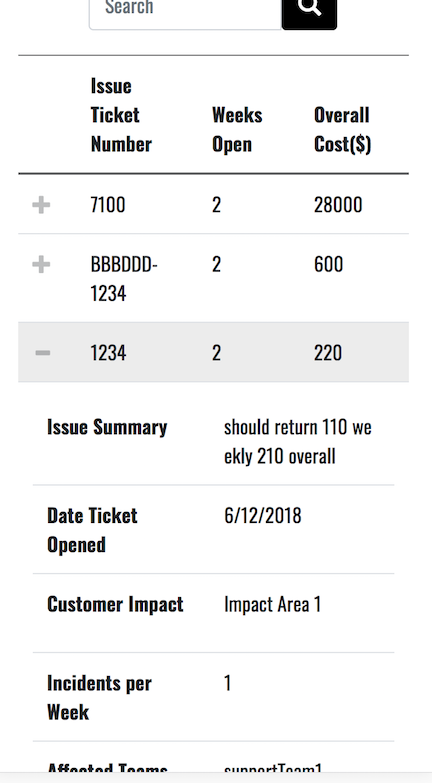 Search
Issue
Ticket
Number
Weeks
Open
Overall
Cost($)
7100
2
28000
BBBDDD-
1234
2
600
1234
2
220
Issue Summary
should return 110 we
ekly 210 overall
Date Ticket
Opened
6/12/2018
Customer Impact
Impact Area 1
Incidents per
Week
1
Affected Teams
supportTeam1